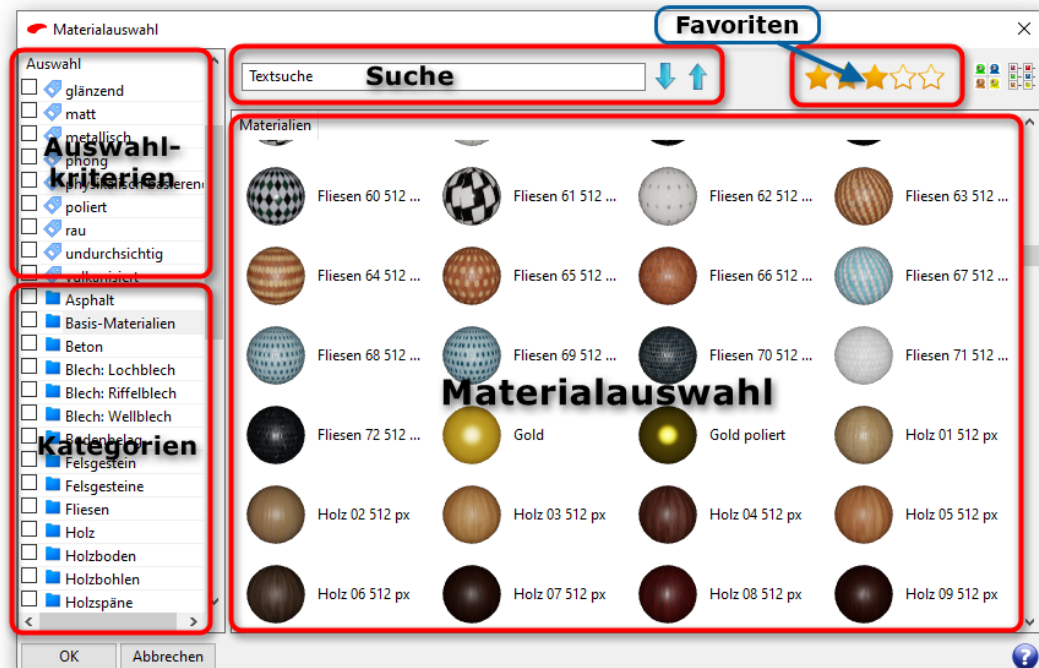 Materialauswahl
Favoriten
Auswahl
glänzend
matt
metallisch
phong
physikalisch basieren
poliert
rau
undurchsichtig
vulkanisiert
Auswahl-
kriterien
Asphalt
Basis-Materialien
Beton
Blech: Lochblech
Blech: Riffelblech
Blech: Wellblech
Bodenbelag
Felsgestein
Felsgesteine
Fliesen
Holz
Holzboden
Holzbohlen
Holzspäne
Kategorien
Textsuche
Suche
Materialien
Fliesen 60 512 ... Fliesen 61 512 ... Fliesen 62 512 ... Fliesen 63 512 ...
Fliesen 64 512 ... Fliesen 65 512 ... Fliesen 66 512 ... Fliesen 67 512 ...
Fliesen 68 512 ... Fliesen 69 512 ... Fliesen 70 512 ... Fliesen 71 512 ...
Materialauswahl
Fliesen 72 512 ... Gold Gold poliert Holz 01 512 px
Holz 02 512 px Holz 03 512 px Holz 04 512 px Holz 05 512 px
Holz 06 512 px Holz 07 512 px Holz 08 512 px Holz 09 512 px
OK Abbrechen
?